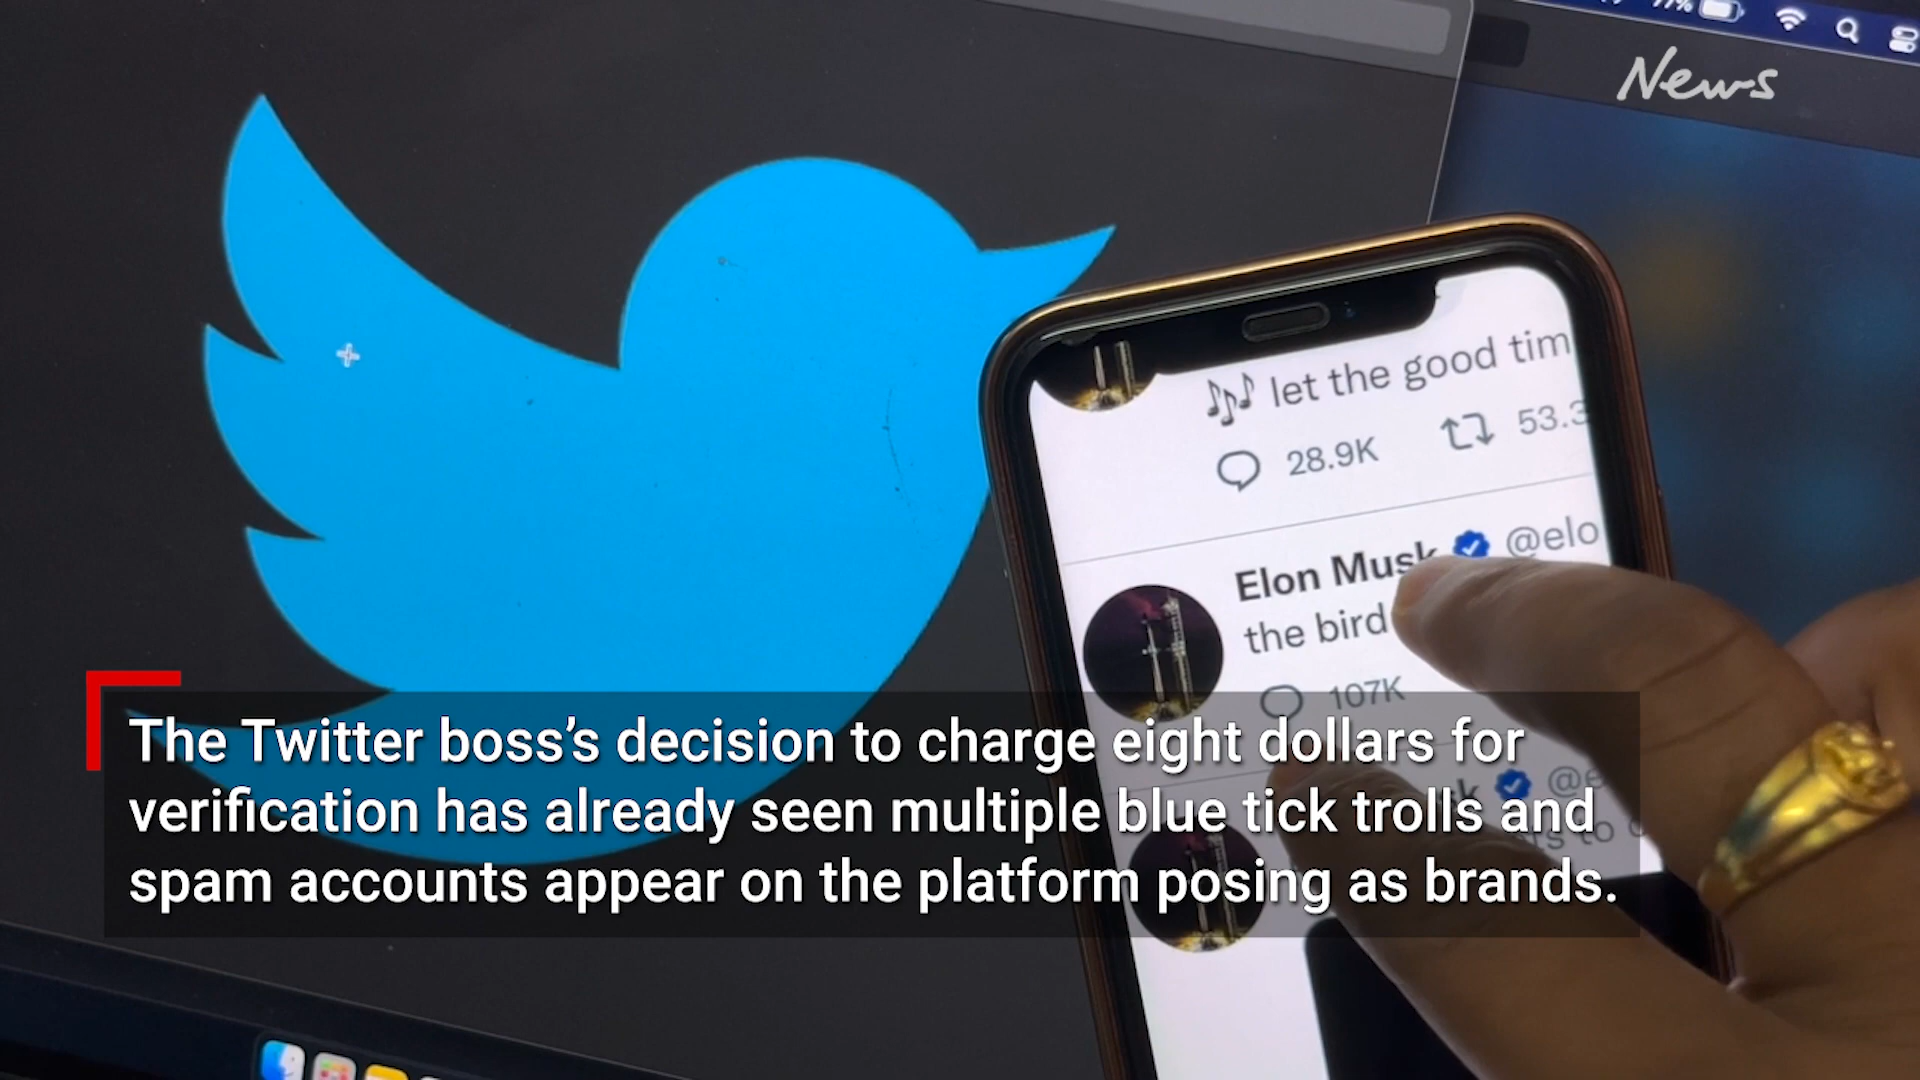 77%
News
let the good tim
28.9K
53.3
Elon Musk @elo
the bird
107K
The Twitter boss’s decision to charge eight dollars for
verification has already seen multiple blue tick trolls and
spam accounts appear on the platform posing as brands.